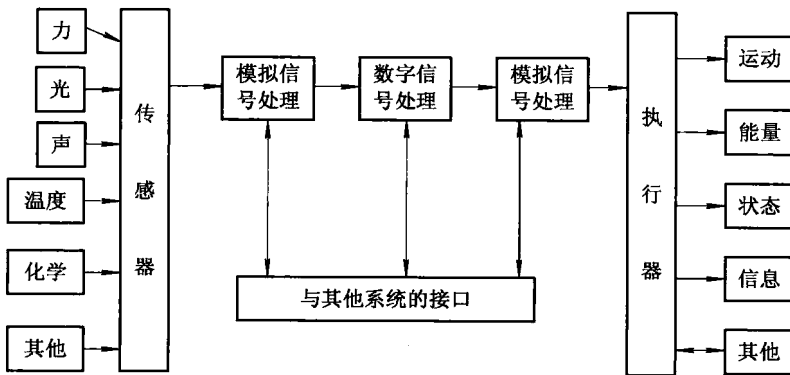 力
光
声
温度
化学
其他
传感器
模拟信
号处理
数字信
号处理
模拟信
号处理
与其他系统的接口
执行器
运动
能量
状态
信息
其他